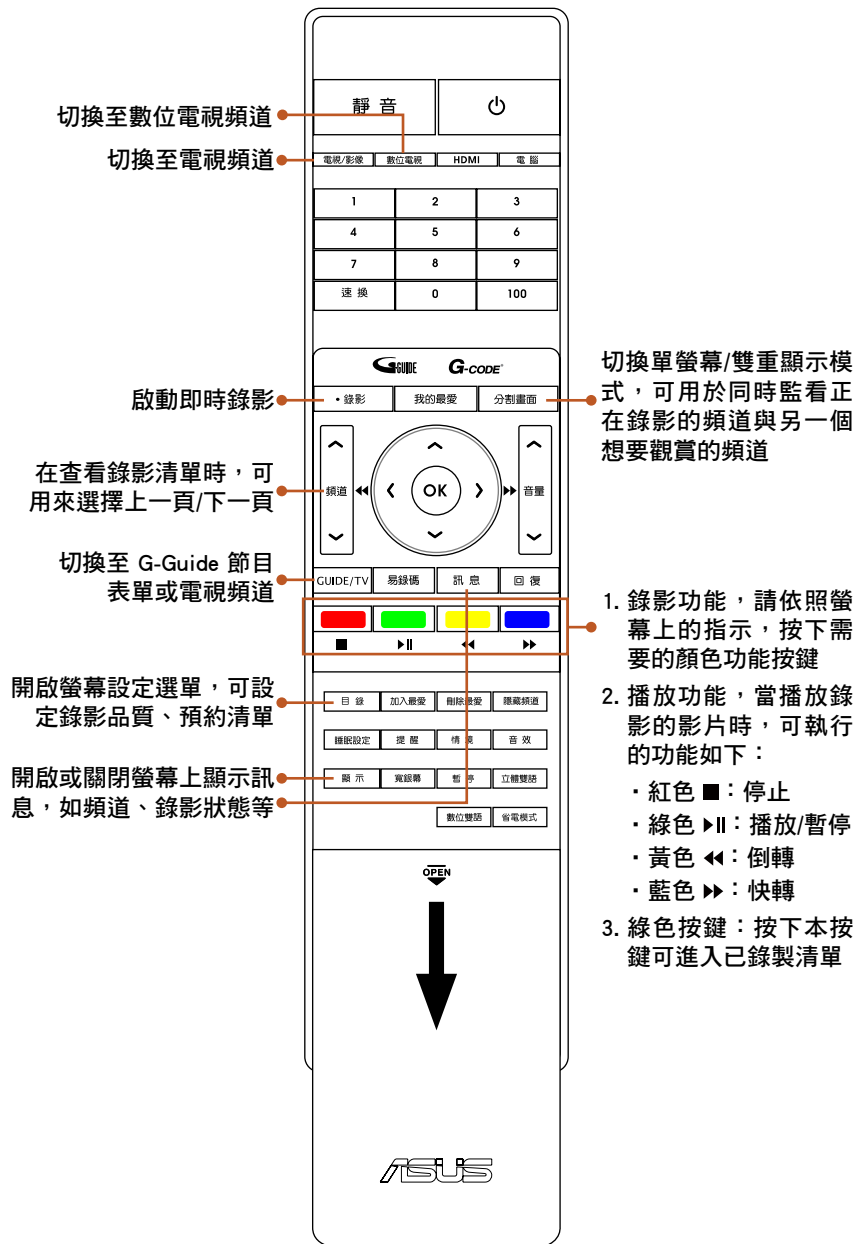 靜 音
切換至數位電視頻道
切換至電視頻道
電視/影像 數位電視 HDMI 電 腦
1 2 3
4 5 6
7 8 9
速 換 0 100
G-GUIDE G-CODE
啟動即時錄影
・錄影 我的最愛 分割畫面
切換單螢幕/雙重顯示模
式，可用於同時監看正
在錄影的頻道與另一個
想要觀賞的頻道
在查看錄影清單時，可
用來選擇上一頁/下一頁
頻道 OK 音量
切換至 G-Guide 節目
表單或電視頻道
GUIDE/TV 易錄碼 訊 息 回 復
1. 錄影功能，請依照螢
幕上的指示，按下需
要的顏色功能按鍵
2. 播放功能，當播放錄
影的影片時，可執行
的功能如下：
・紅色 ■：停止
・綠色 ▶II：播放/暫停
・黃色 ◀◀：倒轉
・藍色 ▶▶：快轉
3. 綠色按鍵：按下本按
鍵可進入已錄製清單
開啟螢幕設定選單，可設
定錄影品質、預約清單
目 錄 加入最愛 刪除最愛 隱藏頻道
睡眠設定 提 醒 情 境 音 效
開啟或關閉螢幕上顯示訊
息，如頻道、錄影狀態等
顯 示 寬銀幕 暫 停 立體雙語
數位雙語 省電模式
OPEN
ASUS